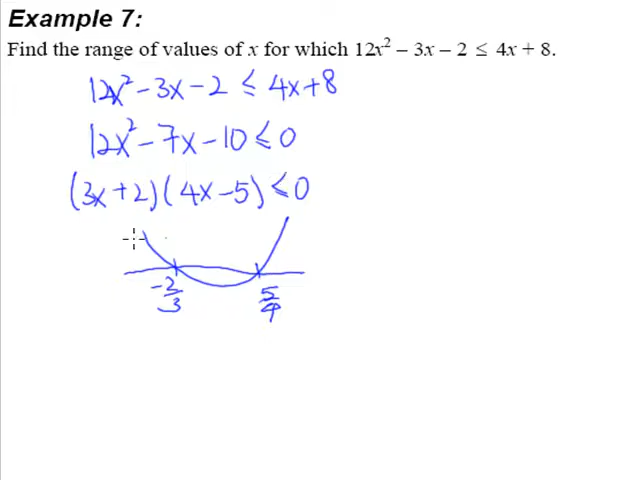 Example 7:
Find the range of values of x for which 12x² − 3x − 2 ≤ 4x + 8.
12x² − 3x − 2 ≤ 4x + 8
12x² − 7x − 10 ≤ 0
(3x + 2)(4x − 5) ≤ 0
-2/3 5/4